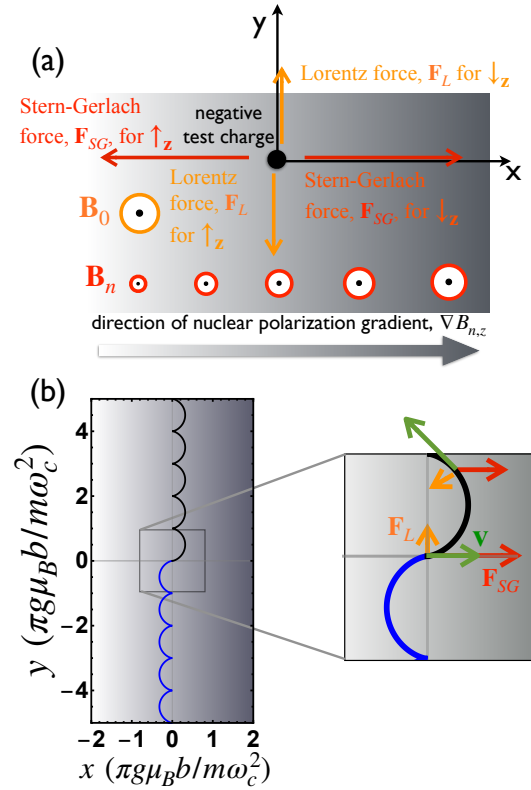 y
(a)
Lorentz force, F_L for ↓_z
Stern-Gerlach
force, F_SG, for ↑_z
negative
test charge
x
Lorentz
force, F_L
for ↑_z
Stern-Gerlach
force, F_SG, for ↓_z
B_0
B_n
direction of nuclear polarization gradient, ∇B_{n,z}
(b)
y (πgμ_B b/mω_c^2)
4
2
0
-2
-4
-2 -1 0 1 2
x (πgμ_B b/mω_c^2)
F_L
v
F_SG